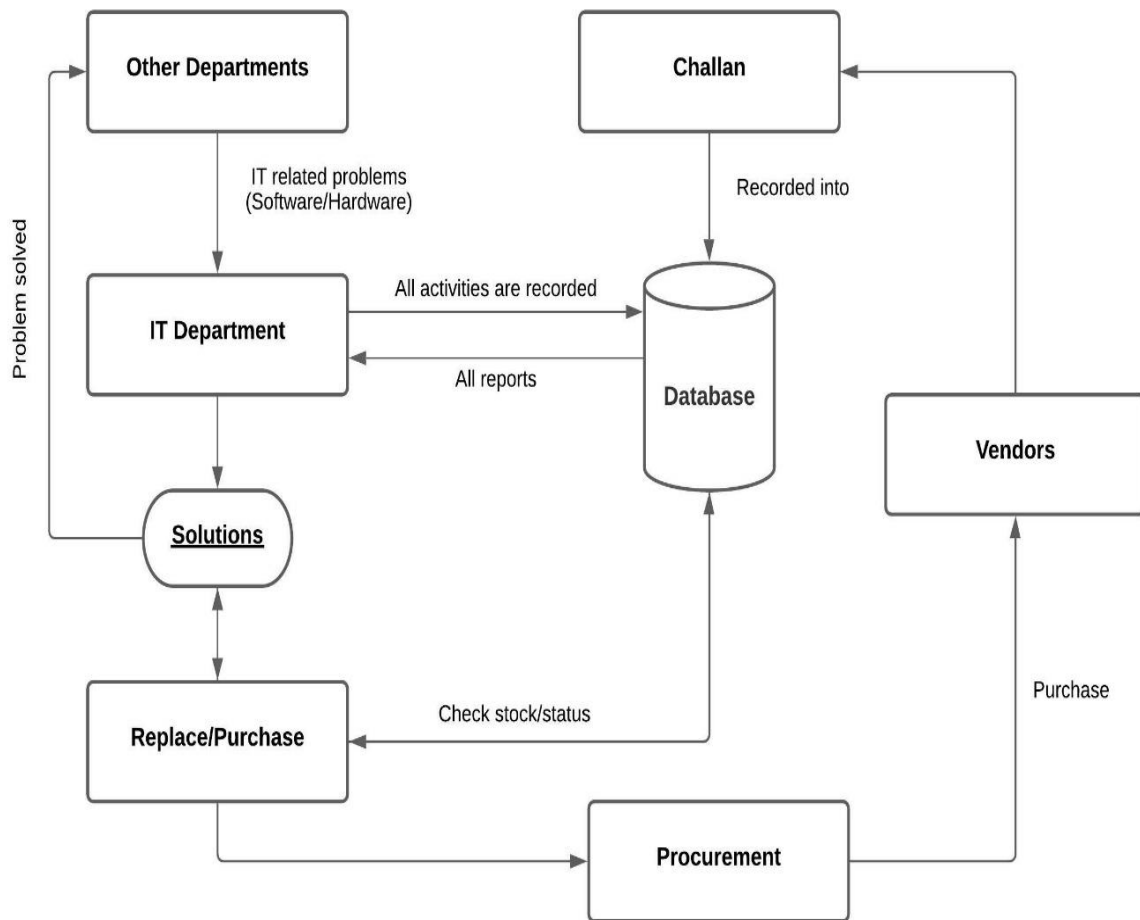 Other Departments
Challan
IT related problems
(Software/Hardware)
Recorded into
Problem solved
IT Department
All activities are recorded
All reports
Database
Vendors
Solutions
Replace/Purchase
Check stock/status
Purchase
Procurement